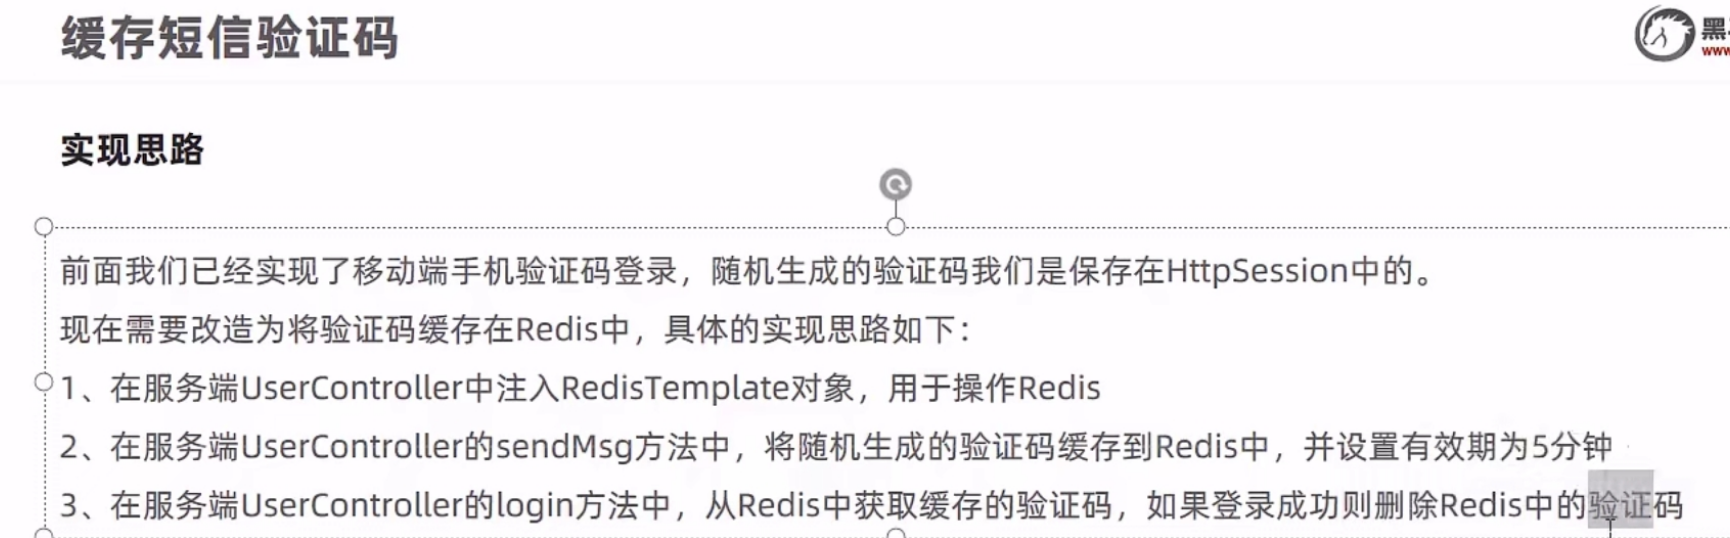 缓存短信验证码
黑
www
实现思路
前面我们已经实现了移动端手机验证码登录，随机生成的验证码我们是保存在HttpSession中的。
现在需要改造为将验证码缓存在Redis中，具体的实现思路如下：
1、在服务端UserController中注入RedisTemplate对象，用于操作Redis
2、在服务端UserController的sendMsg方法中，将随机生成的验证码缓存到Redis中，并设置有效期为5分钟
3、在服务端UserController的login方法中，从Redis中获取缓存的验证码，如果登录成功则删除Redis中的验证码